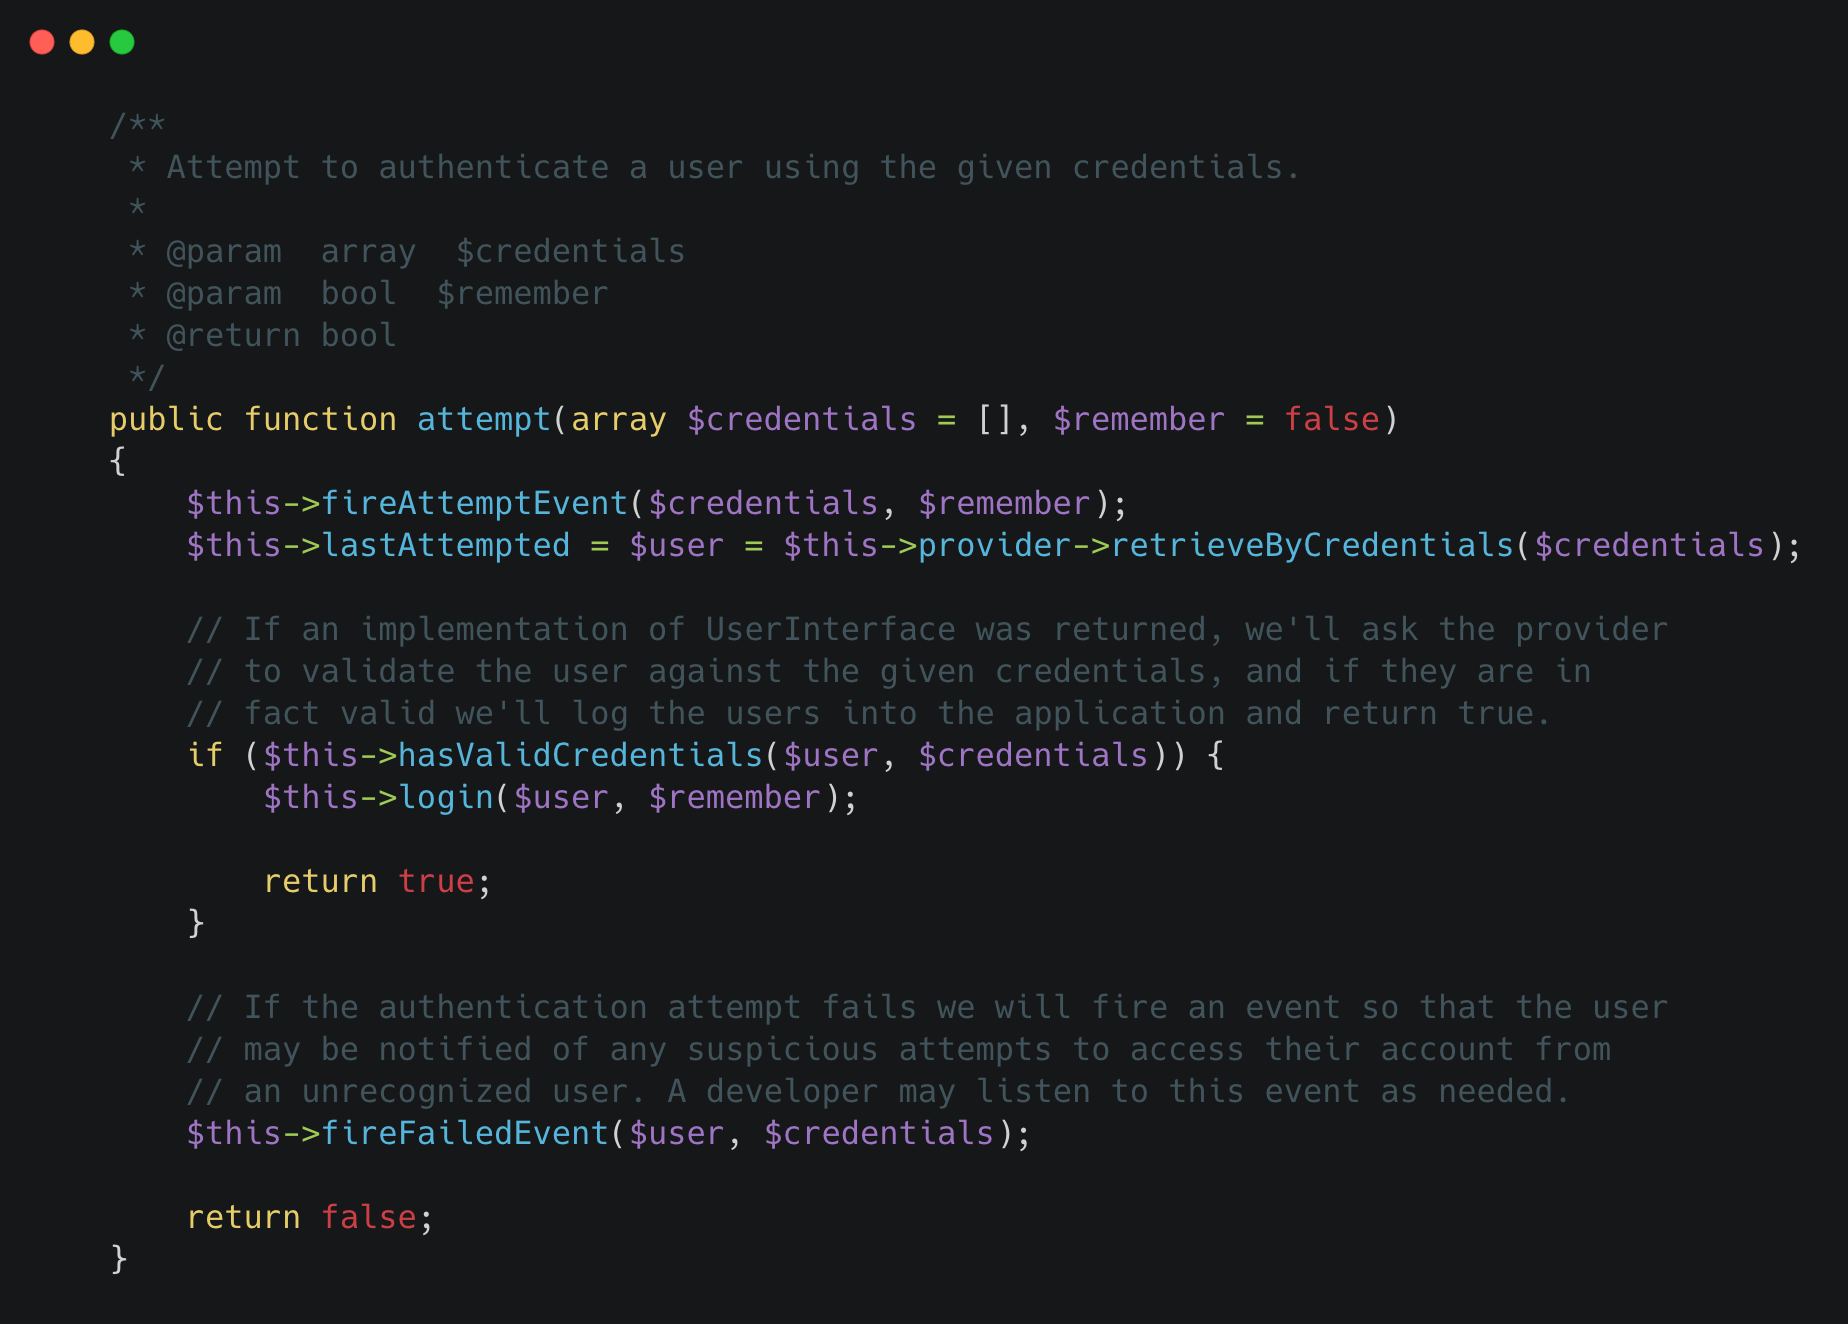 /**
 * Attempt to authenticate a user using the given credentials.
 *
 * @param  array  $credentials
 * @param  bool  $remember
 * @return bool
 */
public function attempt(array $credentials = [], $remember = false)
{
    $this->fireAttemptEvent($credentials, $remember);
    $this->lastAttempted = $user = $this->provider->retrieveByCredentials($credentials);

    // If an implementation of UserInterface was returned, we'll ask the provider
    // to validate the user against the given credentials, and if they are in
    // fact valid we'll log the users into the application and return true.
    if ($this->hasValidCredentials($user, $credentials)) {
        $this->login($user, $remember);

        return true;
    }

    // If the authentication attempt fails we will fire an event so that the user
    // may be notified of any suspicious attempts to access their account from
    // an unrecognized user. A developer may listen to this event as needed.
    $this->fireFailedEvent($user, $credentials);

    return false;
}